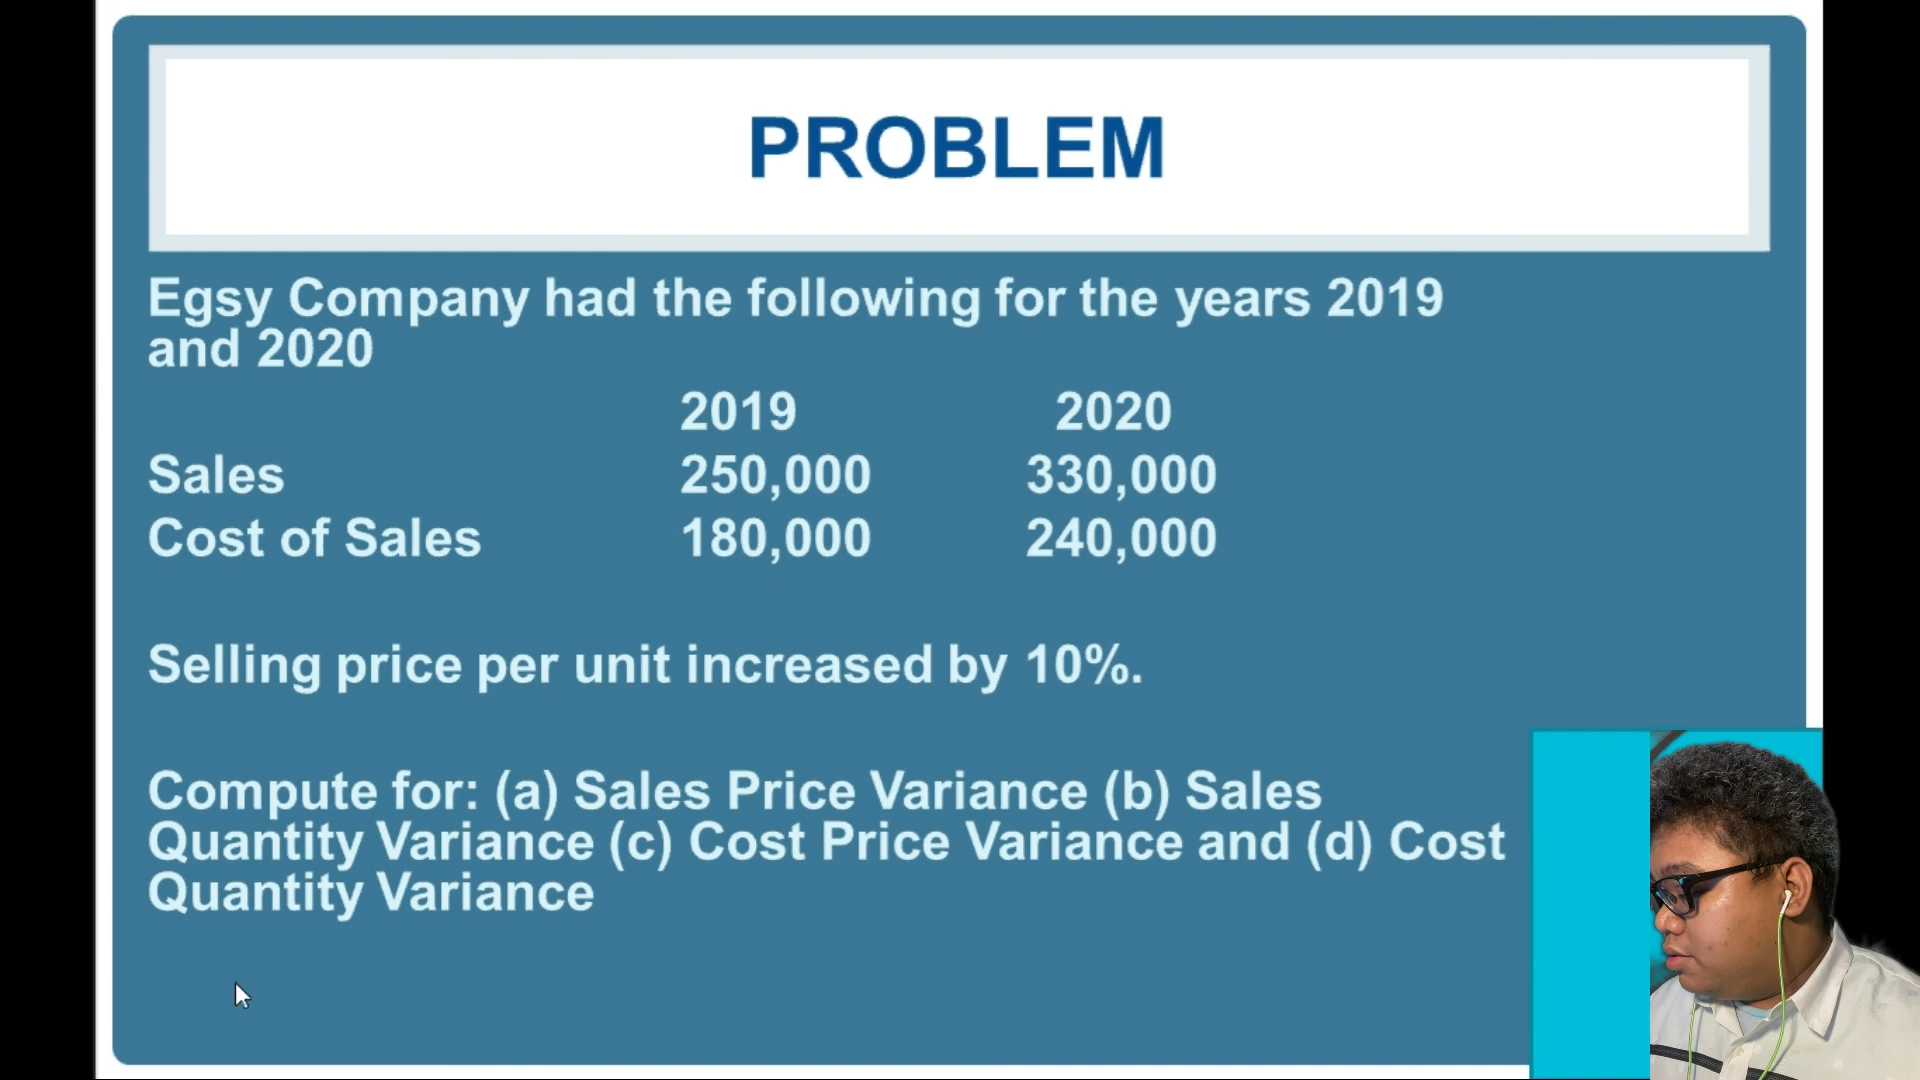 PROBLEM
Egsy Company had the following for the years 2019
and 2020
2019 2020
Sales 250,000 330,000
Cost of Sales 180,000 240,000
Selling price per unit increased by 10%.
Compute for: (a) Sales Price Variance (b) Sales
Quantity Variance (c) Cost Price Variance and (d) Cost
Quantity Variance